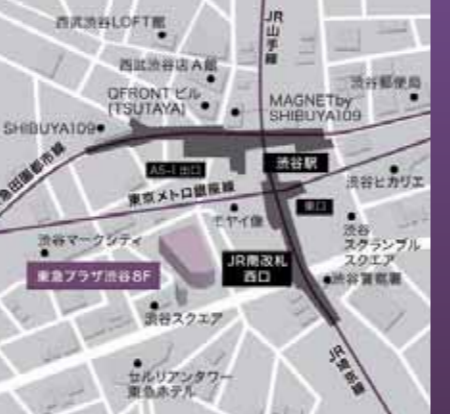 西武渋谷LOFT館
JR山手線
西武渋谷店A館
渋谷郵便局
QFRONTビル
(TSUTAYA)
MAGNETby
SHIBUYA109
SHIBUYA109
東急田園都市線
A5-1出口
渋谷駅
東京メトロ銀座線
渋谷ヒカリエ
モヤイ像
東口
渋谷マークシティ
渋谷
スクランブル
スクエア
JR南改札
西口
東急プラザ渋谷8F
渋谷警察署
渋谷スクエア
セルリアンタワー
東急ホテル